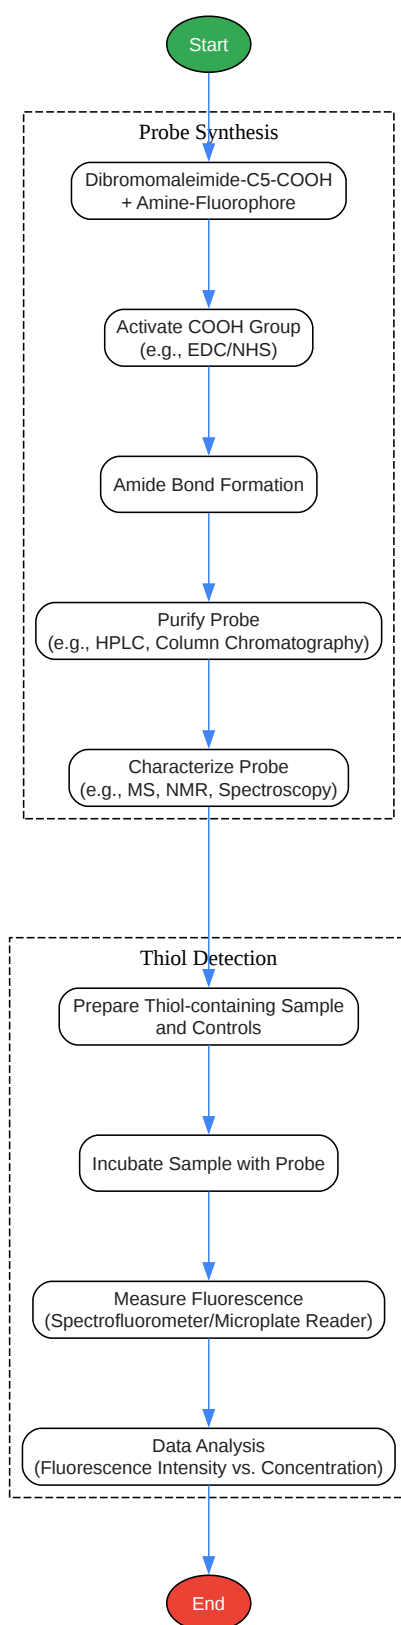 Start
Probe Synthesis
Dibromomaleimide-C5-COOH
+ Amine-Fluorophore
Activate COOH Group
(e.g., EDC/NHS)
Amide Bond Formation
Purify Probe
(e.g., HPLC, Column Chromatography)
Characterize Probe
(e.g., MS, NMR, Spectroscopy)
Thiol Detection
Prepare Thiol-containing Sample
and Controls
Incubate Sample with Probe
Measure Fluorescence
(Spectrofluorometer/Microplate Reader)
Data Analysis
(Fluorescence Intensity vs. Concentration)
End